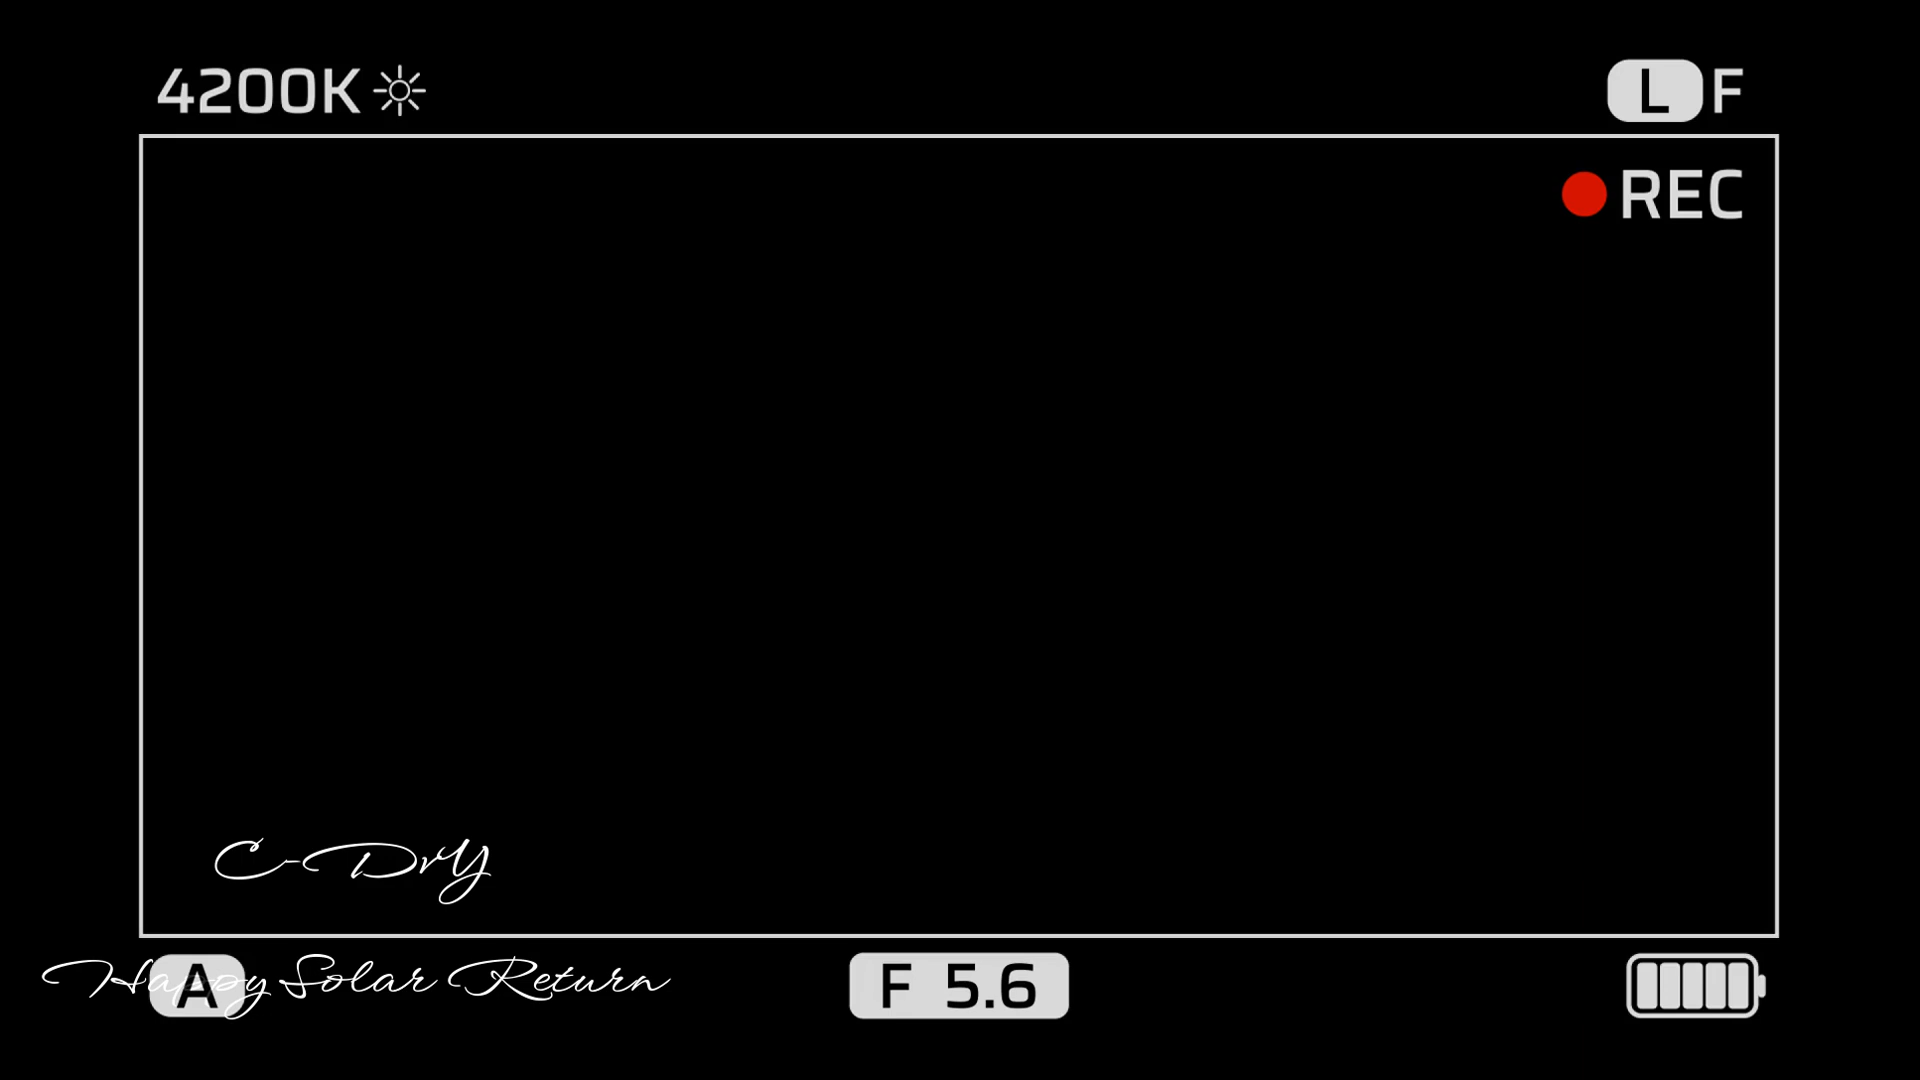 4200K
L F
REC
C-DrY
A
Happy Solar Return
F 5.6